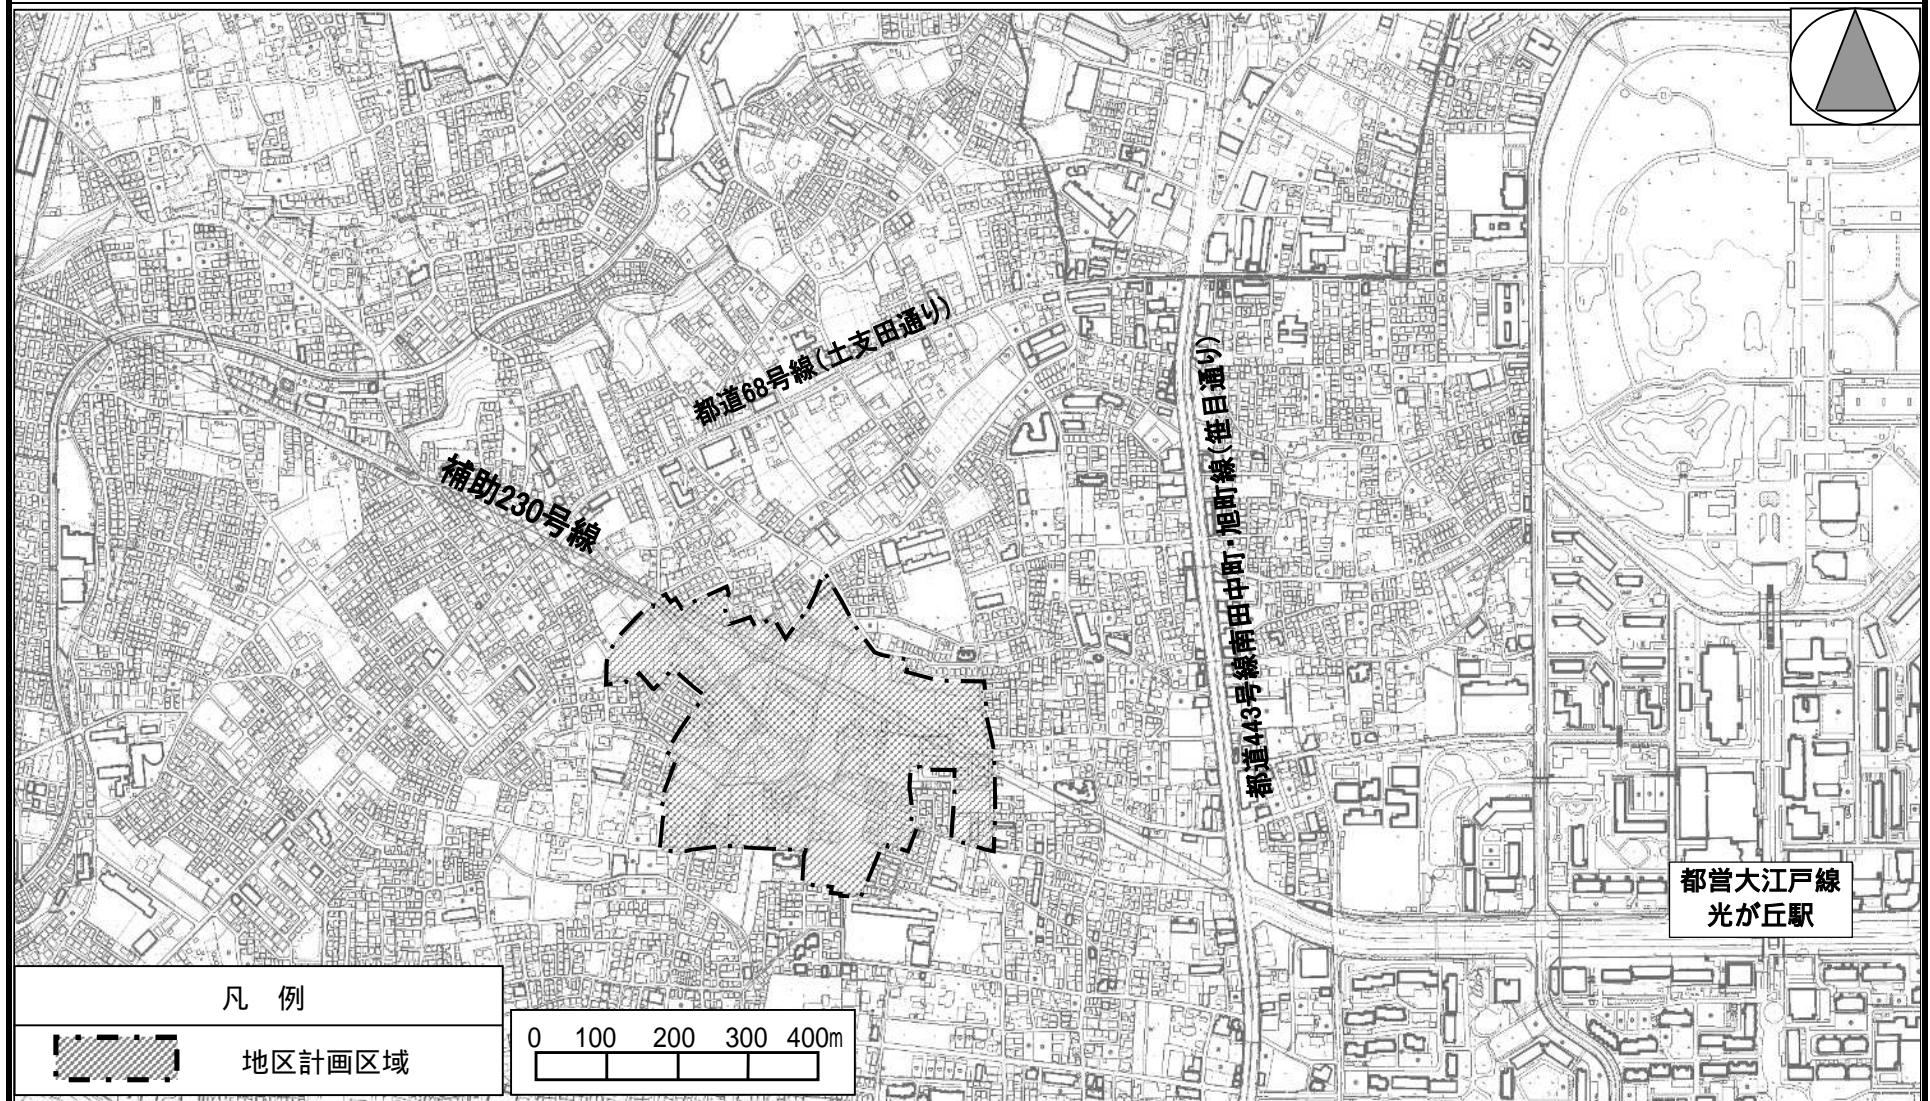 都道68号線(土支田通り)
補助230号線
都道443号線南田中町・旭町線(笹目通り)
都営大江戸線
光が丘駅
凡 例
地区計画区域
0 100 200 300 400m